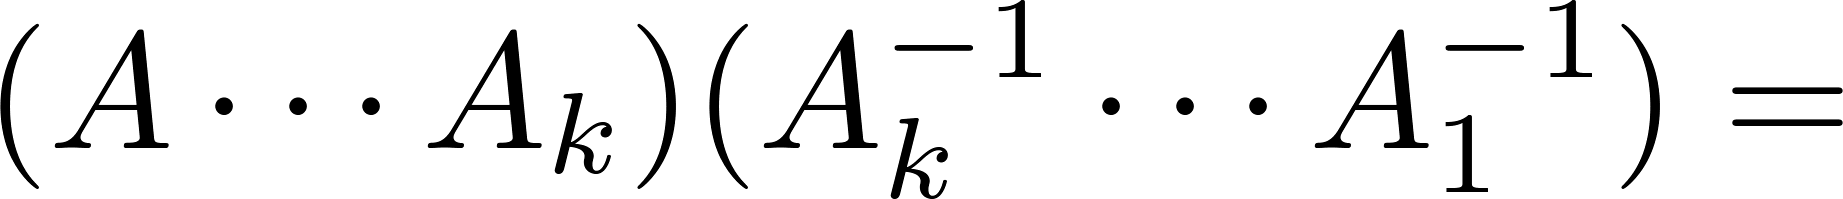 (A ⋯ A_k)(A_k^{-1} ⋯ A_1^{-1}) =